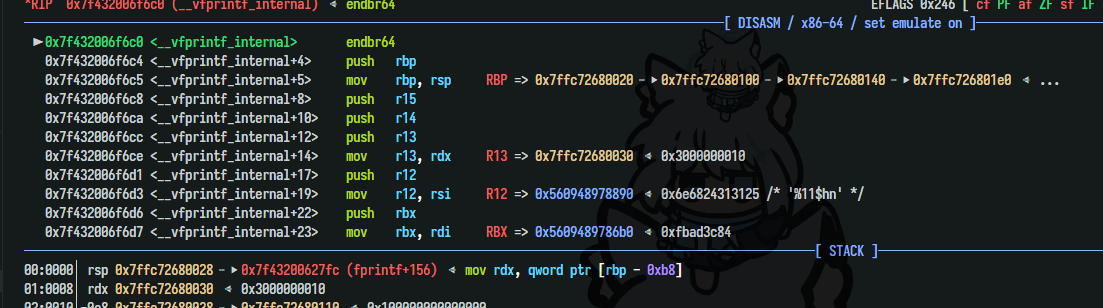 *RIP  0x7f432006f6c0 (__vfprintf_internal) ◂— endbr64
EFLAGS 0x246 [ cf PF af ZF sf IF
[ DISASM / x86-64 / set emulate on ]
►0x7f432006f6c0 <__vfprintf_internal>       endbr64
0x7f432006f6c4 <__vfprintf_internal+4>     push   rbp
0x7f432006f6c5 <__vfprintf_internal+5>     mov    rbp, rsp     RBP => 0x7ffc72680020 —▸ 0x7ffc72680100 —▸ 0x7ffc72680140 —▸ 0x7ffc726801e0 ◂— ...
0x7f432006f6c8 <__vfprintf_internal+8>     push   r15
0x7f432006f6ca <__vfprintf_internal+10>    push   r14
0x7f432006f6cc <__vfprintf_internal+12>    push   r13
0x7f432006f6ce <__vfprintf_internal+14>    mov    r13, rdx     R13 => 0x7ffc72680030 ◂— 0x3000000010
0x7f432006f6d1 <__vfprintf_internal+17>    push   r12
0x7f432006f6d3 <__vfprintf_internal+19>    mov    r12, rsi     R12 => 0x560948978890 ◂— 0x6e6824313125 /* '%11$hn' */
0x7f432006f6d6 <__vfprintf_internal+22>    push   rbx
0x7f432006f6d7 <__vfprintf_internal+23>    mov    rbx, rdi     RBX => 0x5609489786b0 ◂— 0xfbad3c84
[ STACK ]
00:0000│ rsp 0x7ffc72680028 —▸ 0x7f43200627fc (fprintf+156) ◂— mov rdx, qword ptr [rbp - 0xb8]
01:0008│ rdx 0x7ffc72680030 ◂— 0x3000000010